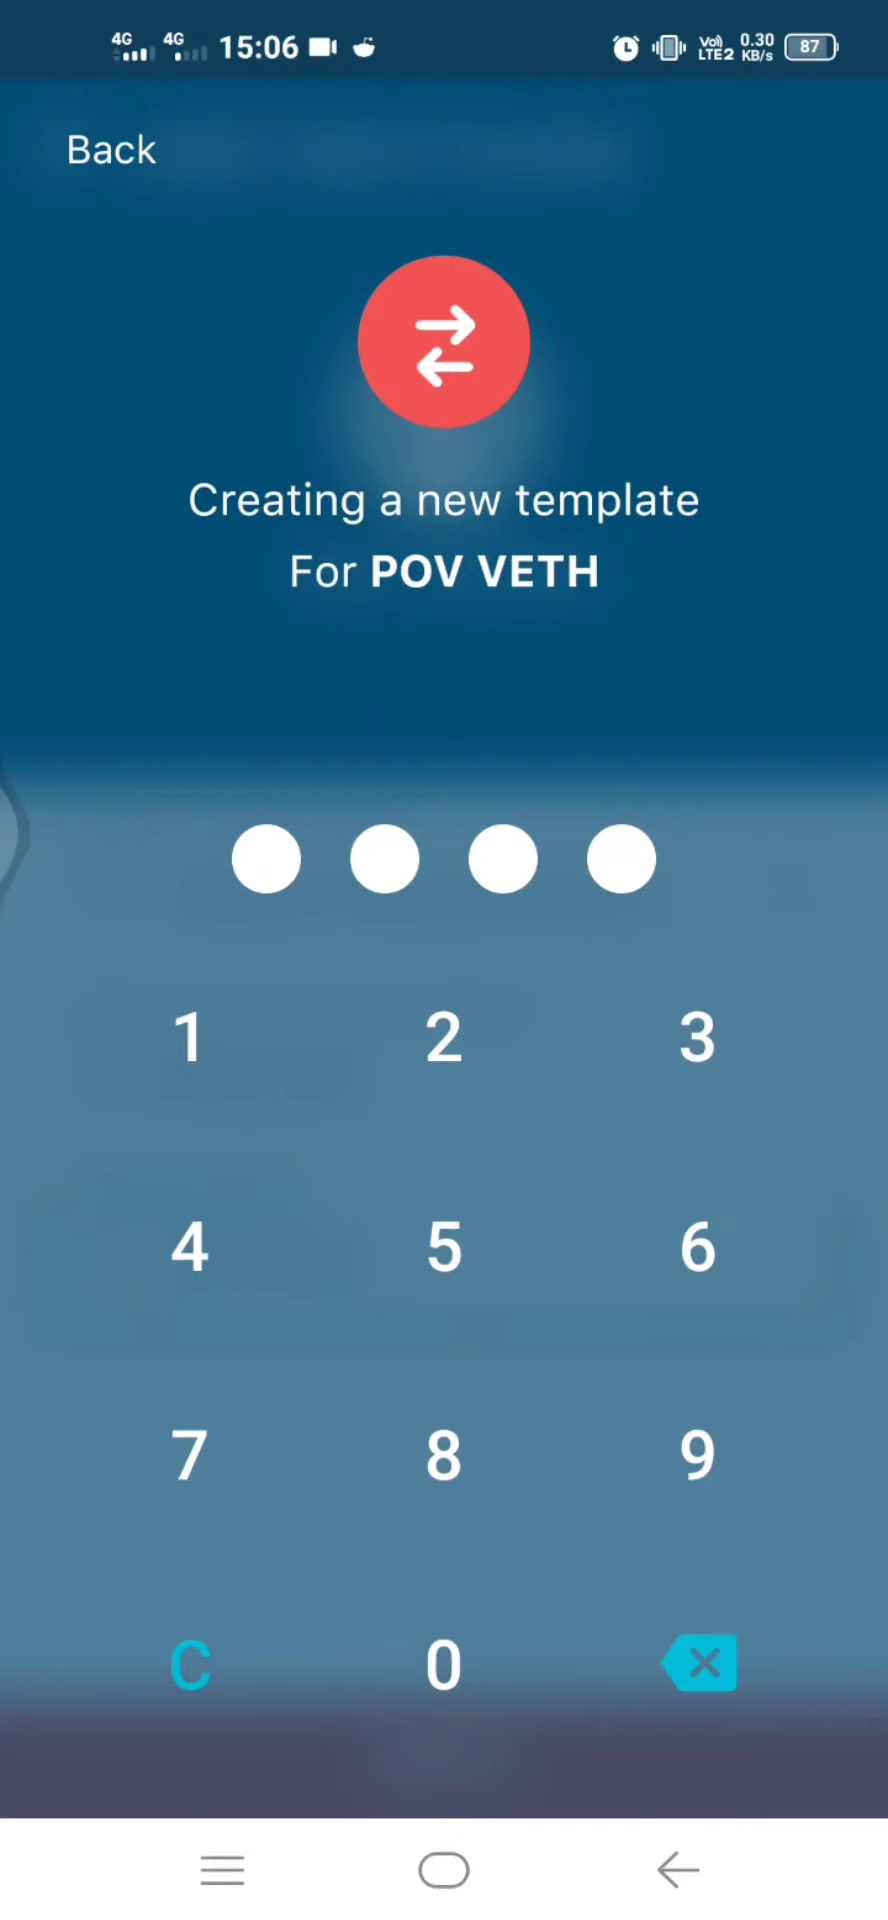 4G 4G 15:06 Vo) LTE2 0.30 KB/s 87
Back
Creating a new template
For POV VETH
1 2 3
4 5 6
7 8 9
C 0